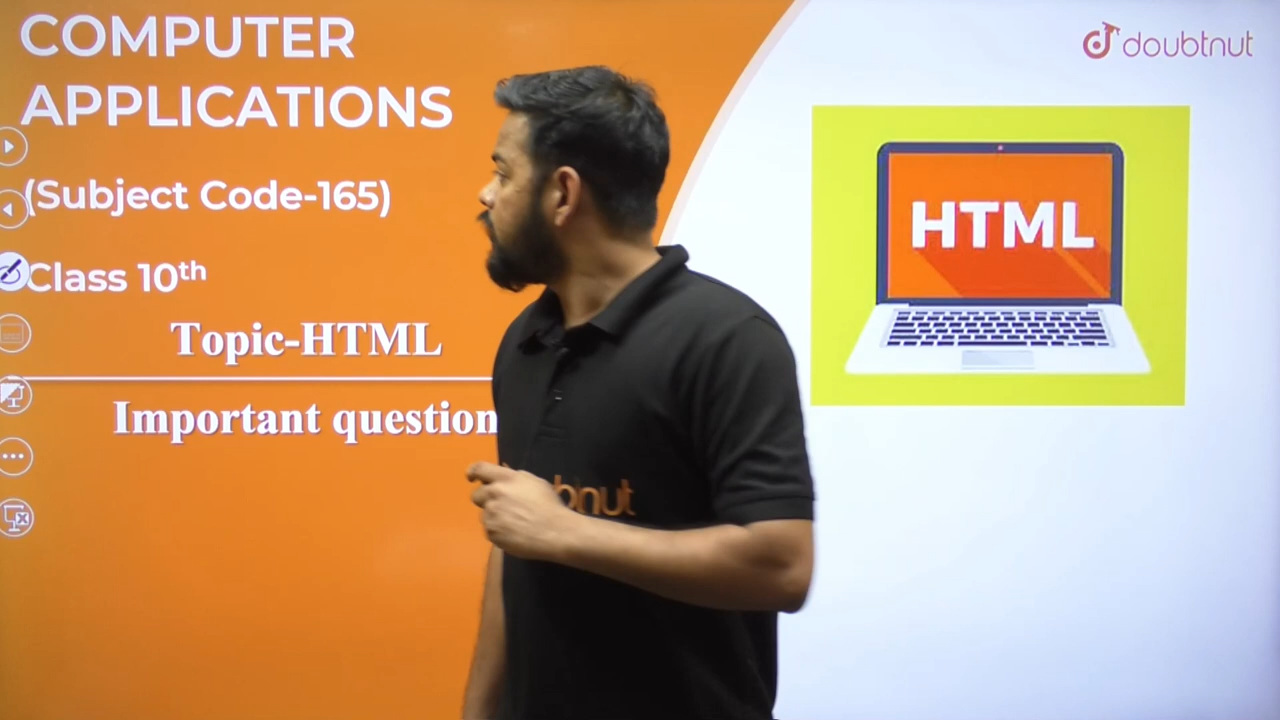 COMPUTER
APPLICATIONS
(Subject Code-165)
Class 10th
Topic-HTML
Important question
doubtnut
HTML